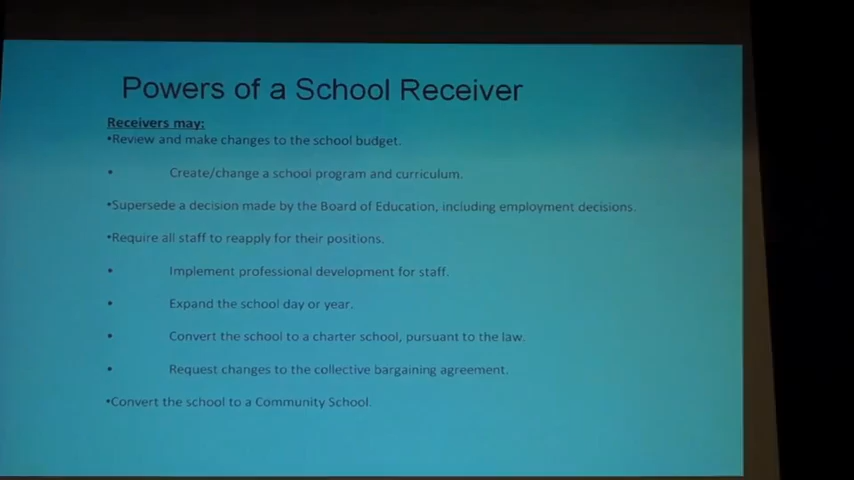 Powers of a School Receiver
Receivers may:
•Review and make changes to the school budget.
• Create/change a school program and curriculum.
•Supersede a decision made by the Board of Education, including employment decisions.
•Require all staff to reapply for their positions.
• Implement professional development for staff.
• Expand the school day or year.
• Convert the school to a charter school, pursuant to the law.
• Request changes to the collective bargaining agreement.
•Convert the school to a Community School.